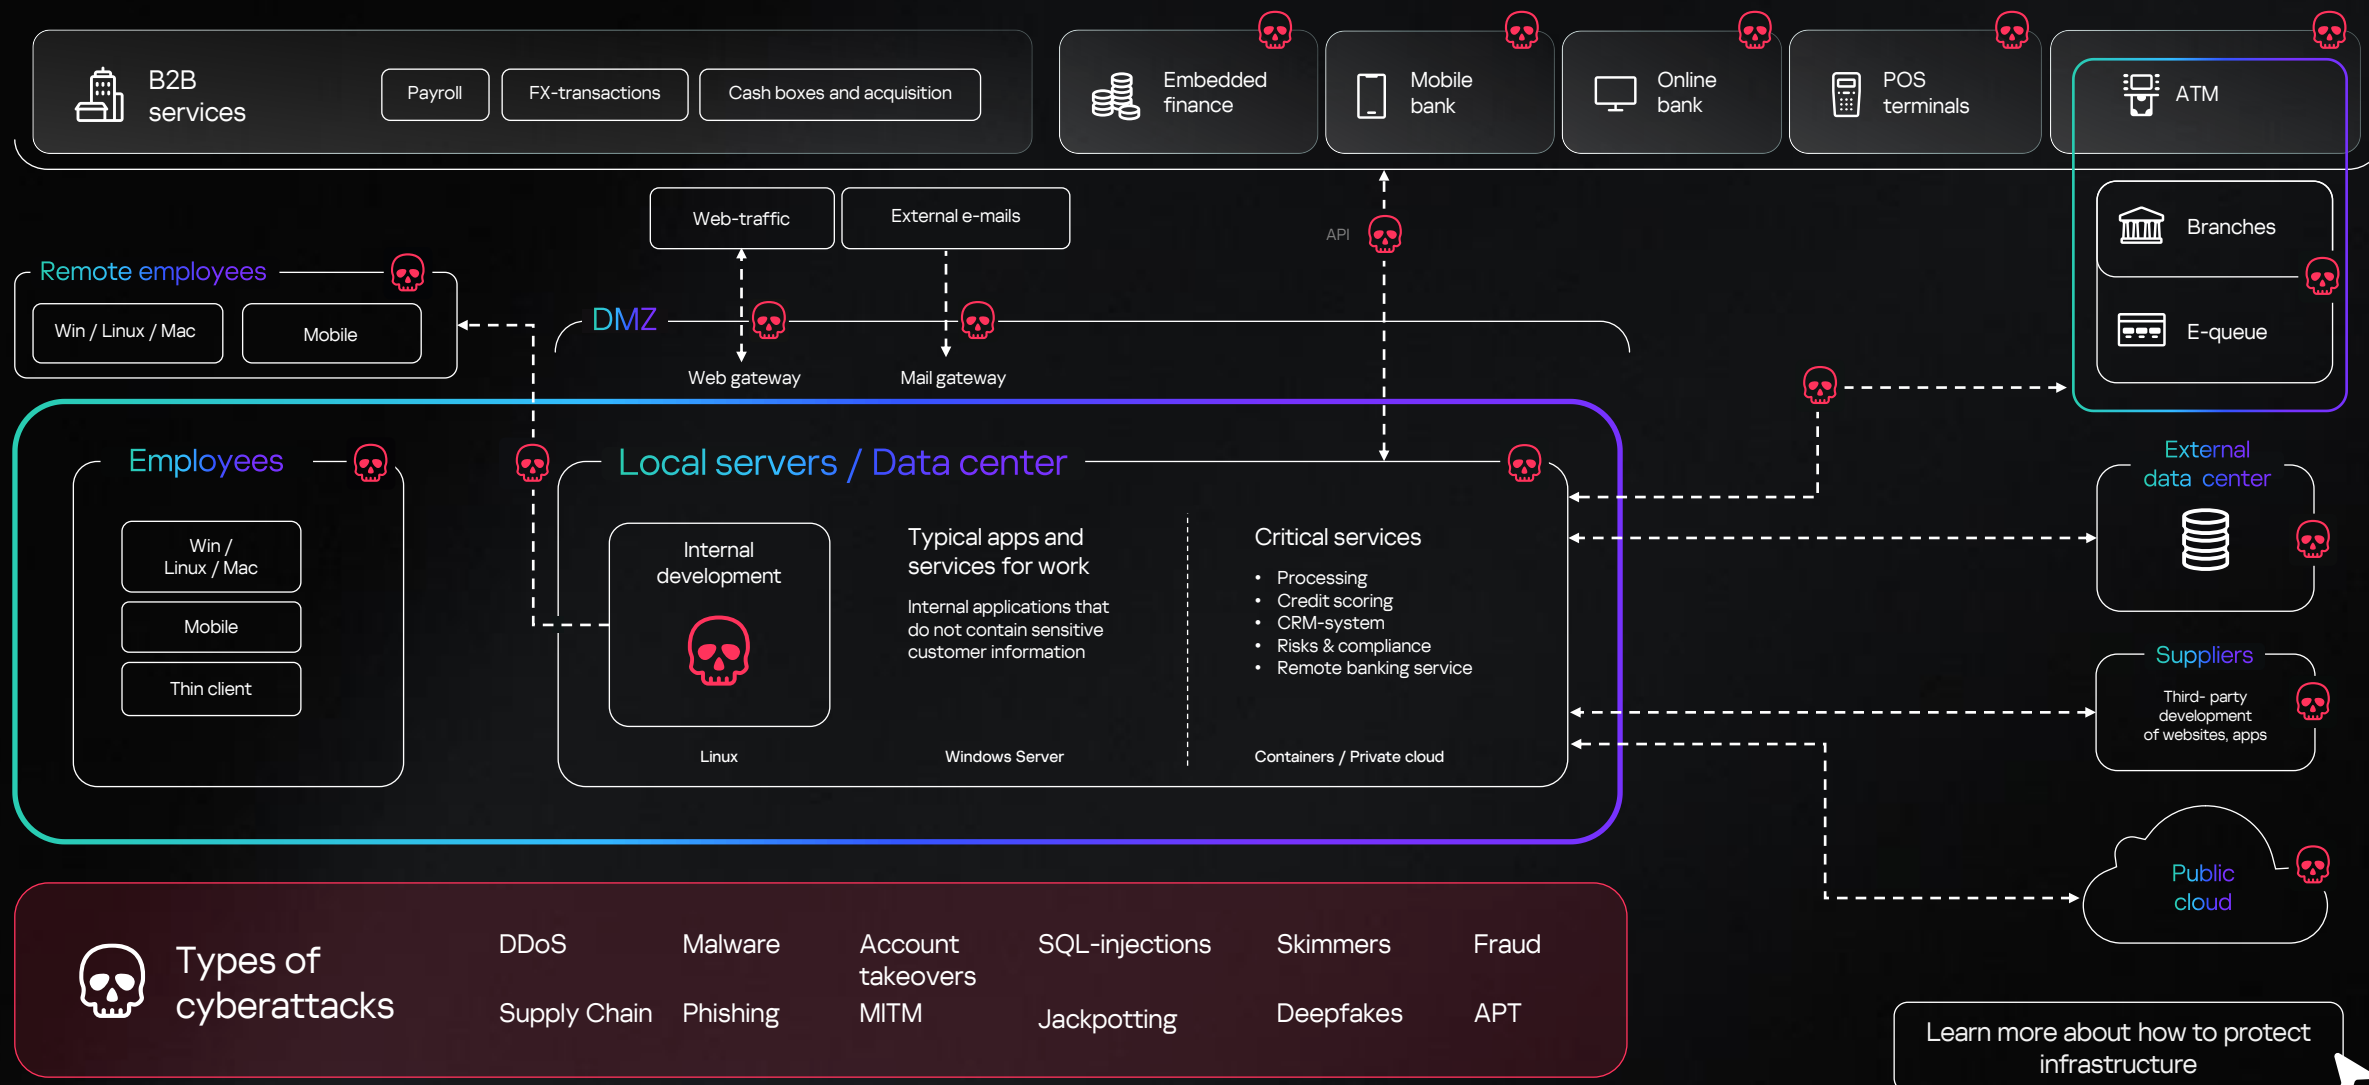 B2B
services
Payroll
FX-transactions
Cash boxes and acquisition
Embedded
finance
Mobile
bank
Online
bank
POS
terminals
ATM
Web-traffic
External e-mails
API
Branches
E-queue
Remote employees
Win / Linux / Mac
Mobile
DMZ
Web gateway
Mail gateway
Employees
Win /
Linux / Mac
Mobile
Thin client
Local servers / Data center
Internal
development
Linux
Typical apps and
services for work
Internal applications that
do not contain sensitive
customer information
Windows Server
Critical services
• Processing
• Credit scoring
• CRM-system
• Risks & compliance
• Remote banking service
Containers / Private cloud
External
data center
Suppliers
Third- party
development
of websites, apps
Public
cloud
Types of
cyberattacks
DDoS
Malware
Account
takeovers
SQL-injections
Skimmers
Fraud
Supply Chain
Phishing
MITM
Jackpotting
Deepfakes
APT
Learn more about how to protect
infrastructure